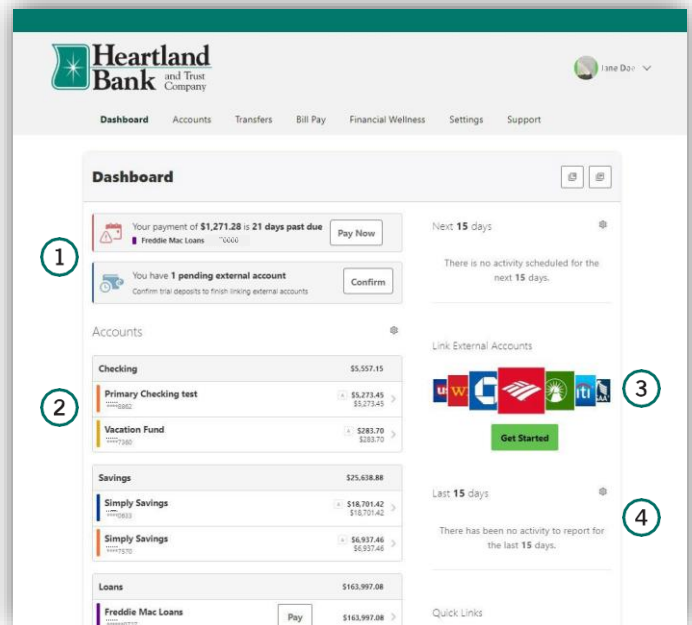 Heartland
Bank and Trust Company
Jane Doe
Dashboard Accounts Transfers Bill Pay Financial Wellness Settings Support
Dashboard
1
Your payment of $1,271.28 is 21 days past due
Freddie Mac Loans
Pay Now
You have 1 pending external account
Confirm trial deposits to finish linking external accounts
Confirm
Accounts
2
Checking $5,557.15
Primary Checking test $5,273.45
$5,273.45
Vacation Fund $283.70
$283.70
Savings $25,638.88
Simply Savings $18,701.42
$18,701.42
Simply Savings $6,937.46
$6,937.46
Loans $163,997.08
Freddie Mac Loans Pay $163,997.08
Next 15 days
There is no activity scheduled for the
next 15 days.
Link External Accounts
citi
3
Get Started
Last 15 days
4
There has been no activity to report for
the last 15 days.
Quick Links